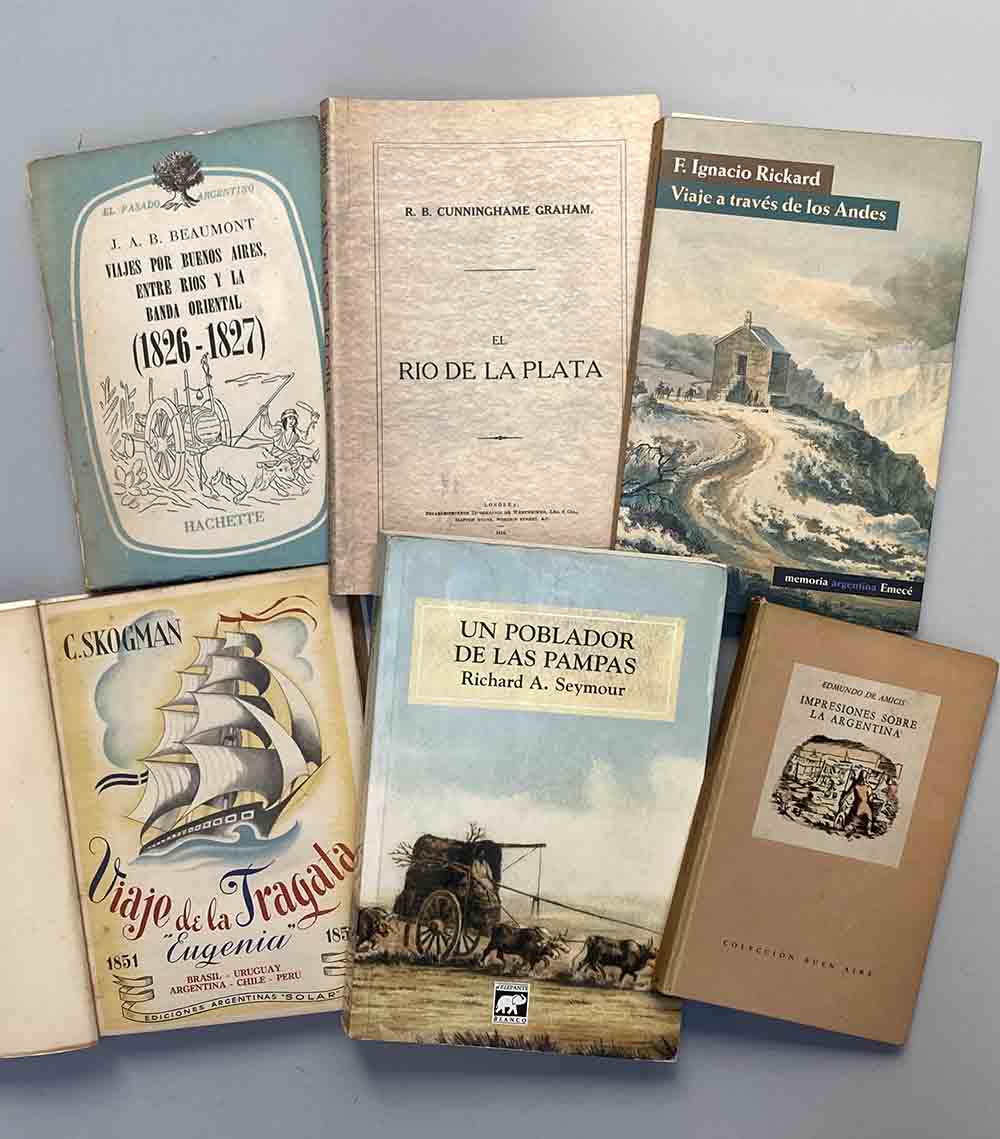 EL PASADO ARGENTINO
J. A. B. BEAUMONT
VIAJES POR BUENOS AIRES,
ENTRE RIOS Y LA
BANDA ORIENTAL
(1826-1827)
HACHETTE
R. B. CUNNINGHAME GRAHAM.
EL
RIO DE LA PLATA
LONDRES:
F. Ignacio Rickard
Viaje a través de los Andes
memoria argentina Emecé
C. SKOGMAN
Viaje de la Fragata
"Eugenia"
1851
BRASIL - URUGUAY
ARGENTINA - CHILE - PERU
EDICIONES ARGENTINAS "SOLAR"
UN POBLADOR
DE LAS PAMPAS
Richard A. Seymour
ELEFANTE
BLANCO
EDMUNDO DE AMICIS
IMPRESIONES SOBRE
LA ARGENTINA
COLECCIÓN BUEN AIRE